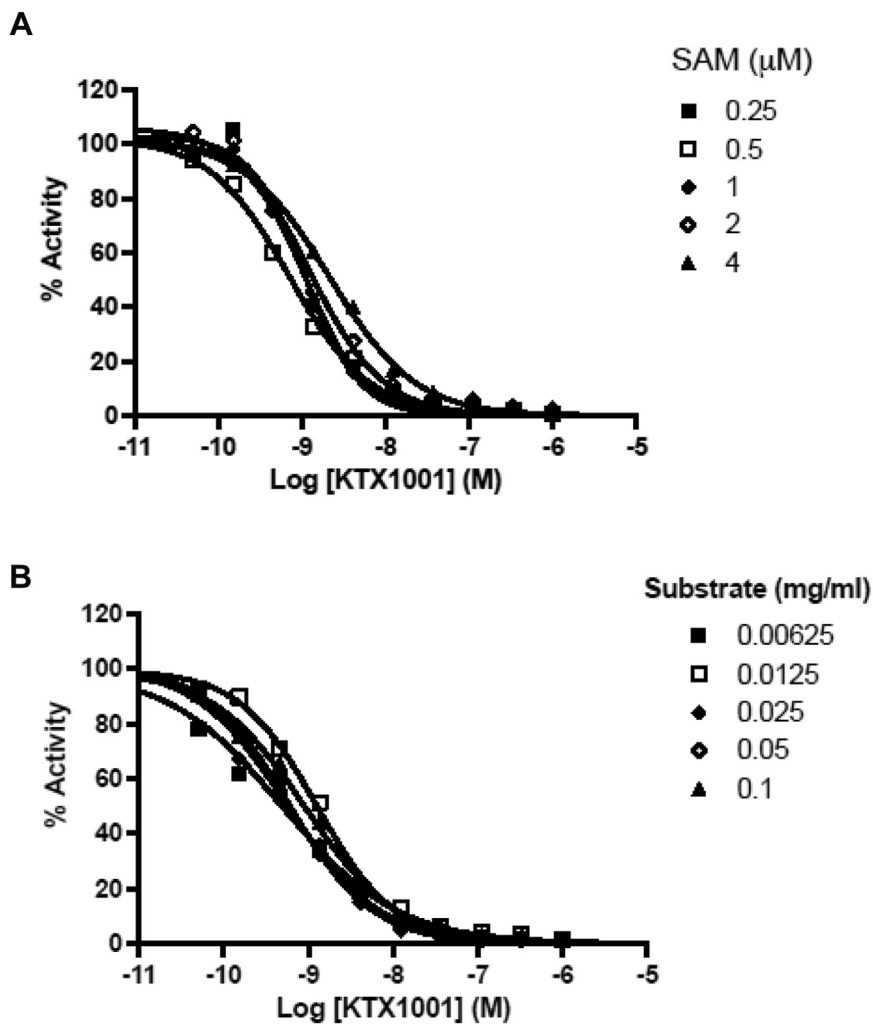 A
SAM (μM)
0.25
0.5
1
2
4
120
100
80
60
40
20
0
% Activity
-11 -10 -9 -8 -7 -6 -5
Log [KTX1001] (M)
B
Substrate (mg/ml)
0.00625
0.0125
0.025
0.05
0.1
120
100
80
60
40
20
0
% Activity
-11 -10 -9 -8 -7 -6 -5
Log [KTX1001] (M)